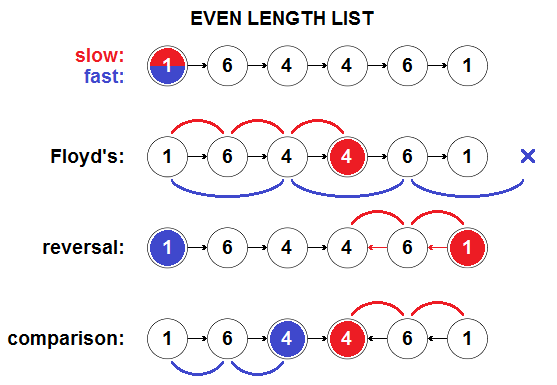 EVEN LENGTH LIST
slow:
fast:
1 6 4 4 6 1
Floyd's: 1 6 4 4 6 1 ×
reversal: 1 6 4 4 6 1
comparison: 1 6 4 4 6 1